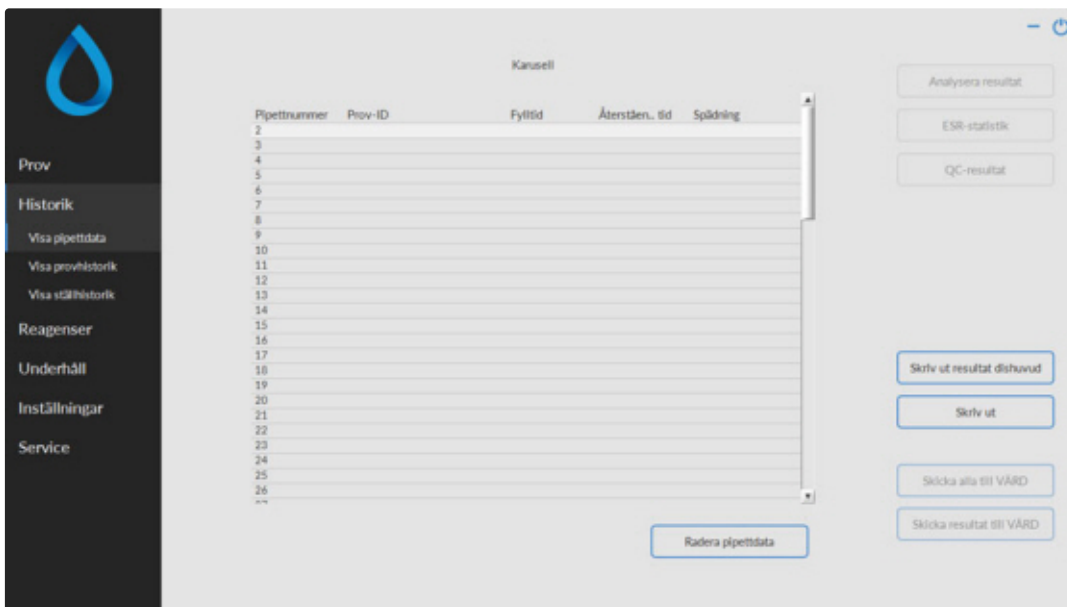 Prov
Historik
Visa pipettdata
Visa provhistorik
Visa ställhistorik
Reagenser
Underhåll
Inställningar
Service
Karusell
Pipettnummer Prov-ID Fylltid Återståen.. tid Spädning
2
3
4
5
6
7
8
9
10
11
12
13
14
15
16
17
18
19
20
21
22
23
24
25
26
Radera pipettdata
Analysera resultat
ESR-statistik
QC-resultat
Skriv ut resultat dishuvud
Skriv ut
Skicka alla till VÄRD
Skicka resultat till VÄRD